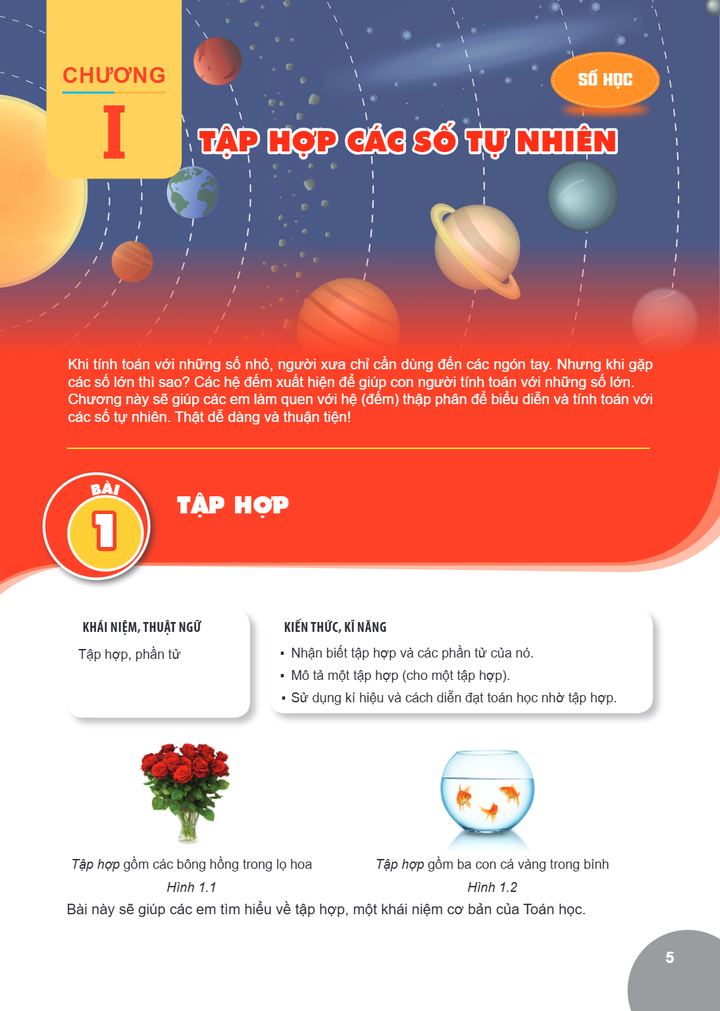 CHƯƠNG
I
SỐ HỌC
TẬP HỢP CÁC SỐ TỰ NHIÊN
Khi tính toán với những số nhỏ, người xưa chỉ cần dùng đến các ngón tay. Nhưng khi gặp
các số lớn thì sao? Các hệ đếm xuất hiện để giúp con người tính toán với những số lớn.
Chương này sẽ giúp các em làm quen với hệ (đếm) thập phân để biểu diễn và tính toán với
các số tự nhiên. Thật dễ dàng và thuận tiện!
BÀI
1
TẬP HỢP
KHÁI NIỆM, THUẬT NGỮ
Tập hợp, phần tử
KIẾN THỨC, KĨ NĂNG
▪ Nhận biết tập hợp và các phần tử của nó.
▪ Mô tả một tập hợp (cho một tập hợp).
▪ Sử dụng kí hiệu và cách diễn đạt toán học nhờ tập hợp.
Tập hợp gồm các bông hồng trong lọ hoa
Hình 1.1
Tập hợp gồm ba con cá vàng trong bình
Hình 1.2
Bài này sẽ giúp các em tìm hiểu về tập hợp, một khái niệm cơ bản của Toán học.
5